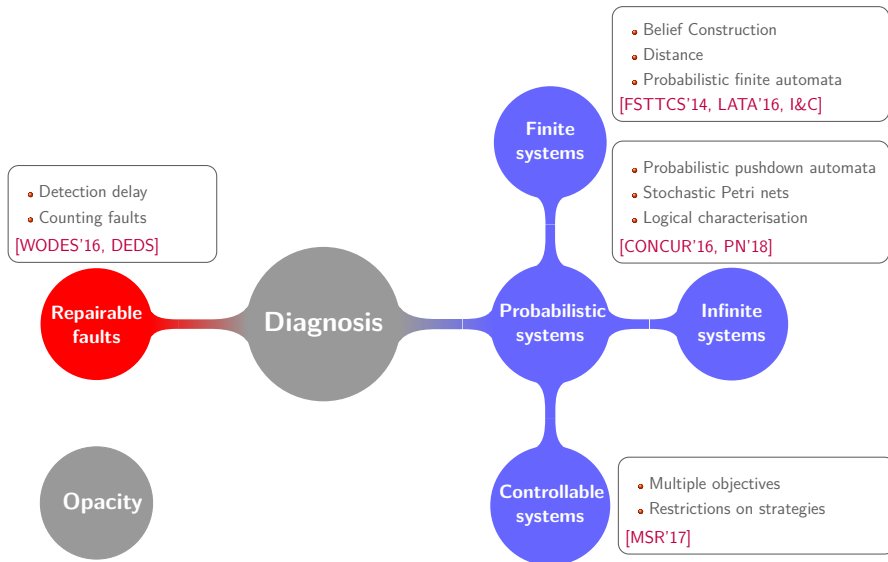 Belief Construction
Distance
Probabilistic finite automata
[FSTTCS'14, LATA'16, I&C]
Finite
systems
Probabilistic pushdown automata
Stochastic Petri nets
Logical characterisation
[CONCUR'16, PN'18]
Detection delay
Counting faults
[WODES'16, DEDS]
Repairable
faults
Diagnosis
Probabilistic
systems
Infinite
systems
Opacity
Controllable
systems
Multiple objectives
Restrictions on strategies
[MSR'17]